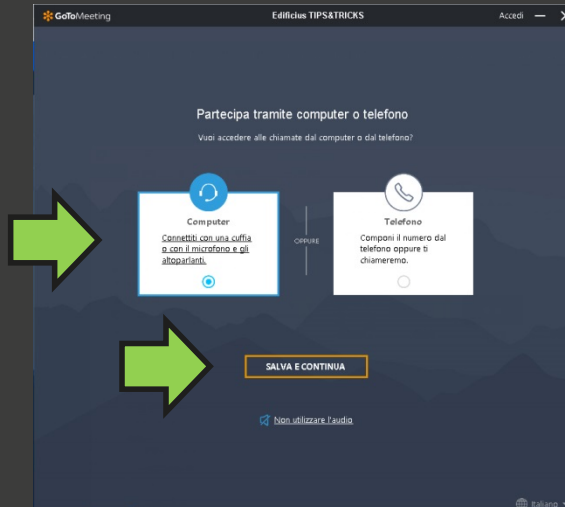 GoToMeeting
Edificius TIPS&TRICKS
Accedi
Partecipa tramite computer o telefono
Vuoi accedere alle chiamate dal computer o dal telefono?
Computer
Connettiti con una cuffia
o con il microfono e gli
altoparlanti.
OPPURE
Telefono
Componi il numero dal
telefono oppure ti
chiameremo.
SALVA E CONTINUA
Non utilizzare l'audio
Italiano